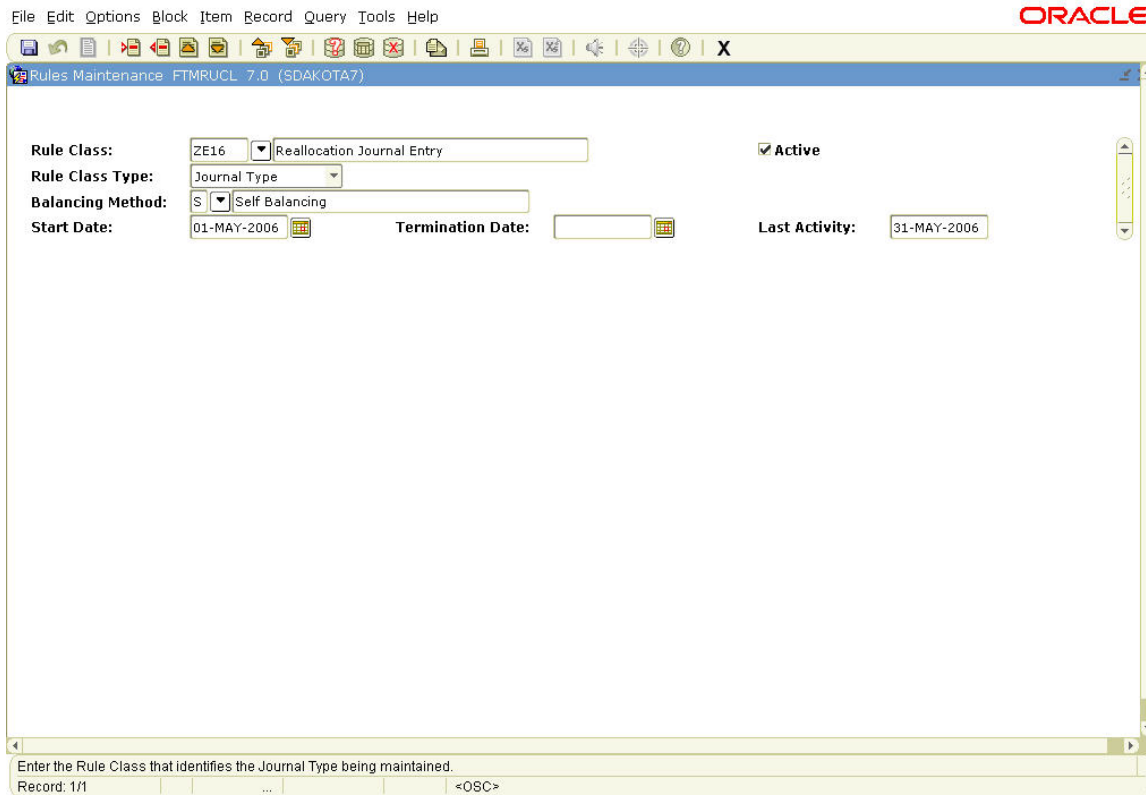 File Edit Options Block Item Record Query Tools Help
ORACLE
X
Rules Maintenance FTMRUCL 7.0 (SDAKOTA7)
Rule Class: ZE16 Reallocation Journal Entry Active
Rule Class Type: Journal Type
Balancing Method: S Self Balancing
Start Date: 01-MAY-2006 Termination Date: Last Activity: 31-MAY-2006
Enter the Rule Class that identifies the Journal Type being maintained.
Record: 1/1 ... <OSC>